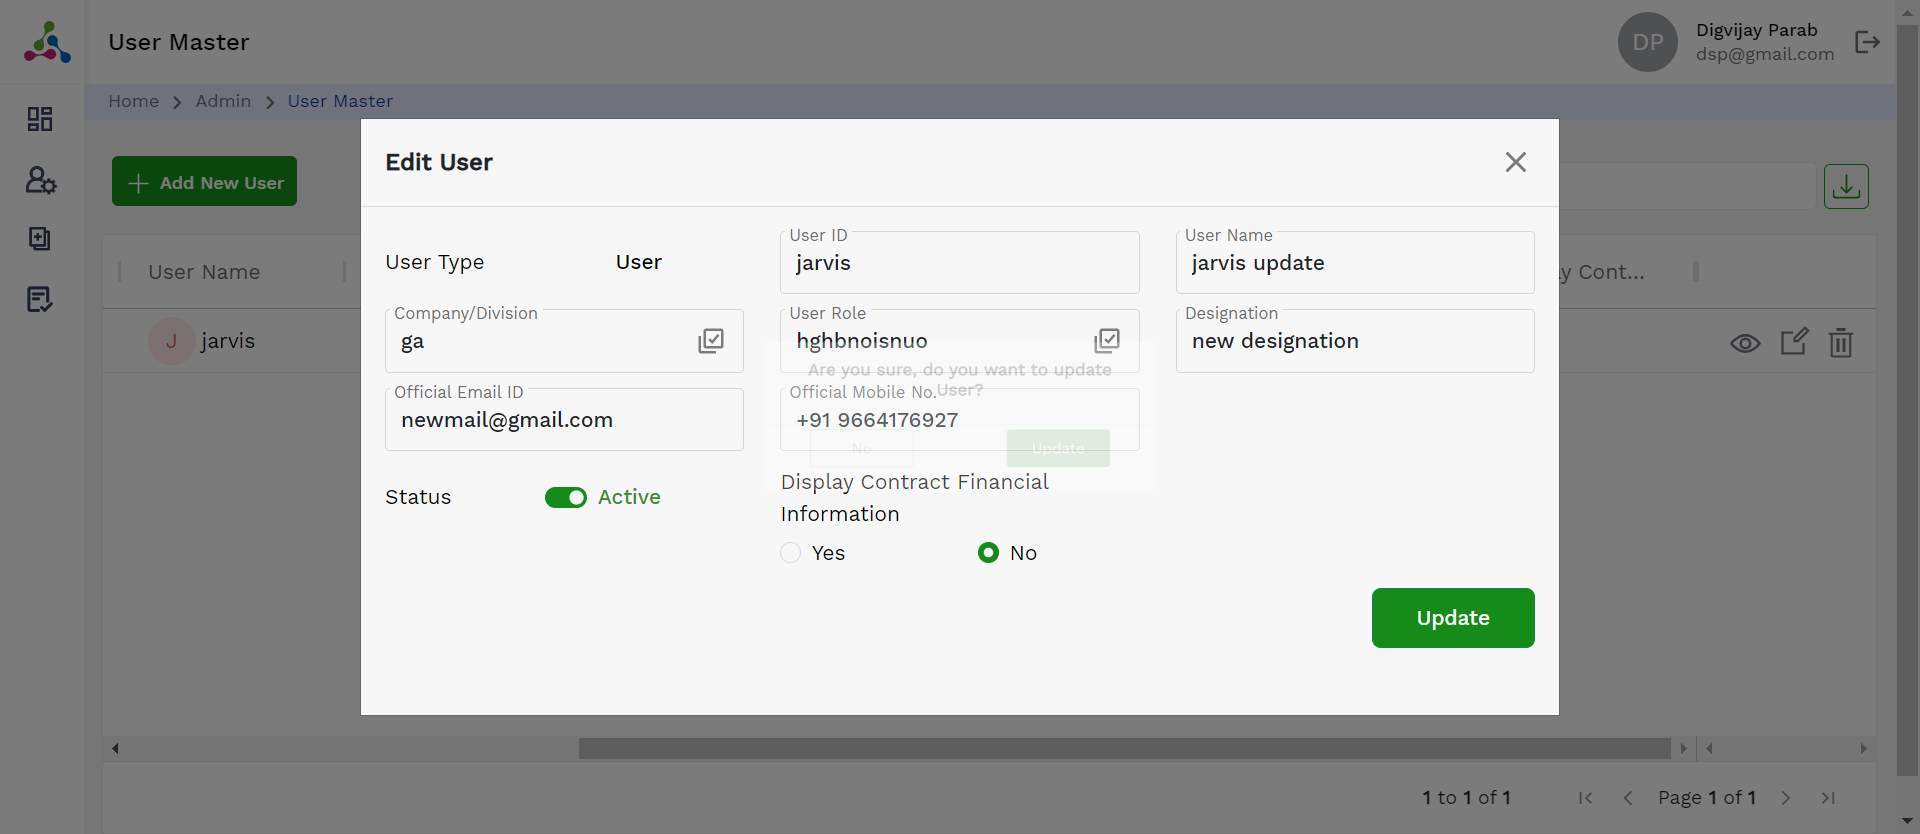 User Master
DP
Digvijay Parab
dsp@gmail.com
Home
Admin
User Master
Edit User
Add New User
User Type
User
User ID
jarvis
User Name
jarvis update
User Name
y Cont...
Company/Division
ga
User Role
hghbnoisnuo
Designation
new designation
J
jarvis
Are you sure, do you want to update
User?
Official Email ID
newmail@gmail.com
Official Mobile No.
+91 9664176927
No
Update
Status
Active
Display Contract Financial
Information
Yes
No
Update
1 to 1 of 1
Page 1 of 1